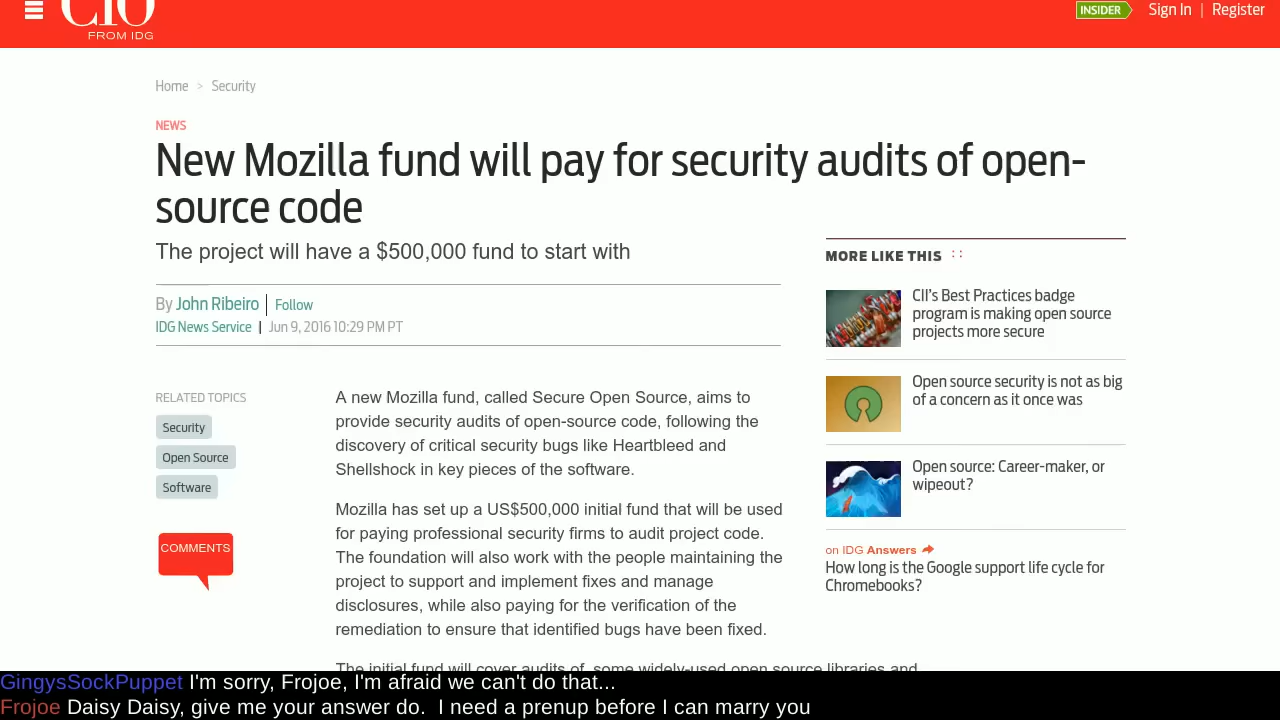 CIO
INSIDER
Sign In | Register
FROM IDG
Home > Security
NEWS
New Mozilla fund will pay for security audits of open-
source code
The project will have a $500,000 fund to start with
By John Ribeiro | Follow
IDG News Service | Jun 9, 2016 10:29 PM PT
RELATED TOPICS
Security
Open Source
Software
COMMENTS
A new Mozilla fund, called Secure Open Source, aims to
provide security audits of open-source code, following the
discovery of critical security bugs like Heartbleed and
Shellshock in key pieces of the software.
Mozilla has set up a US$500,000 initial fund that will be used
for paying professional security firms to audit project code.
The foundation will also work with the people maintaining the
project to support and implement fixes and manage
disclosures, while also paying for the verification of the
remediation to ensure that identified bugs have been fixed.
The initial fund will cover audits of some widely-used open source libraries and
MORE LIKE THIS
CII's Best Practices badge
program is making open source
projects more secure
Open source security is not as big
of a concern as it once was
Open source: Career-maker, or
wipeout?
on IDG Answers
How long is the Google support life cycle for
Chromebooks?
GingysSockPuppet I'm sorry, Frojoe, I'm afraid we can't do that...
Frojoe Daisy Daisy, give me your answer do. I need a prenup before I can marry you